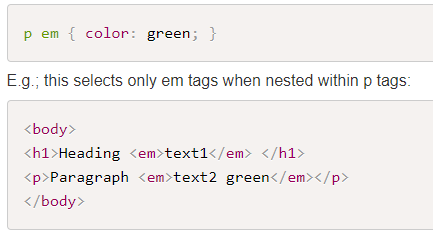 p em { color: green; }
E.g.; this selects only em tags when nested within p tags:
<body>
<h1>Heading <em>text1</em> </h1>
<p>Paragraph <em>text2 green</em></p>
</body>